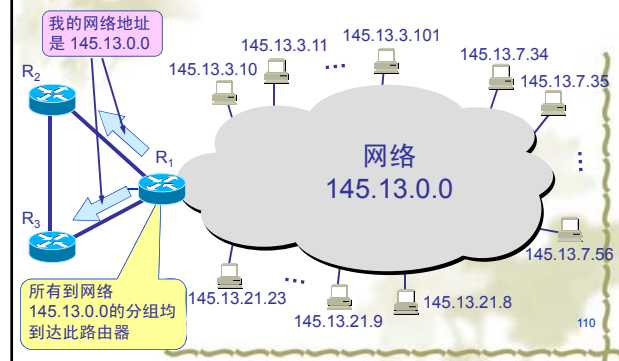 我的网络地址
是 145.13.0.0
R2
R1
R3
145.13.3.10
145.13.3.11
…
145.13.3.101
145.13.7.34
145.13.7.35
…
145.13.7.56
网络
145.13.0.0
145.13.21.23
…
145.13.21.9
145.13.21.8
所有到网络
145.13.0.0的分组均
到达此路由器
110